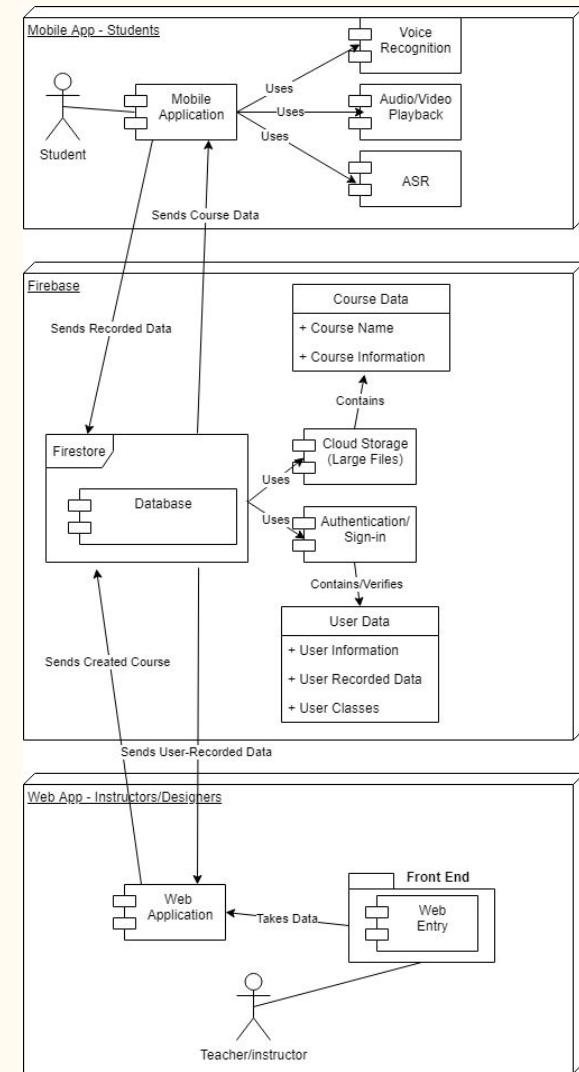 Mobile App - Students
Voice
Recognition
Uses
Mobile
Application
Uses
Audio/Video
Playback
Uses
Student
ASR
Sends Course Data
Firebase
Course Data
+ Course Name
+ Course Information
Sends Recorded Data
Contains
Firestore
Cloud Storage
(Large Files)
Uses
Database
Uses
Authentication/
Sign-in
Contains/Verifies
User Data
+ User Information
+ User Recorded Data
+ User Classes
Sends Created Course
Sends User-Recorded Data
Web App - Instructors/Designers
Front End
Web
Application
Takes Data
Web
Entry
Teacher/instructor